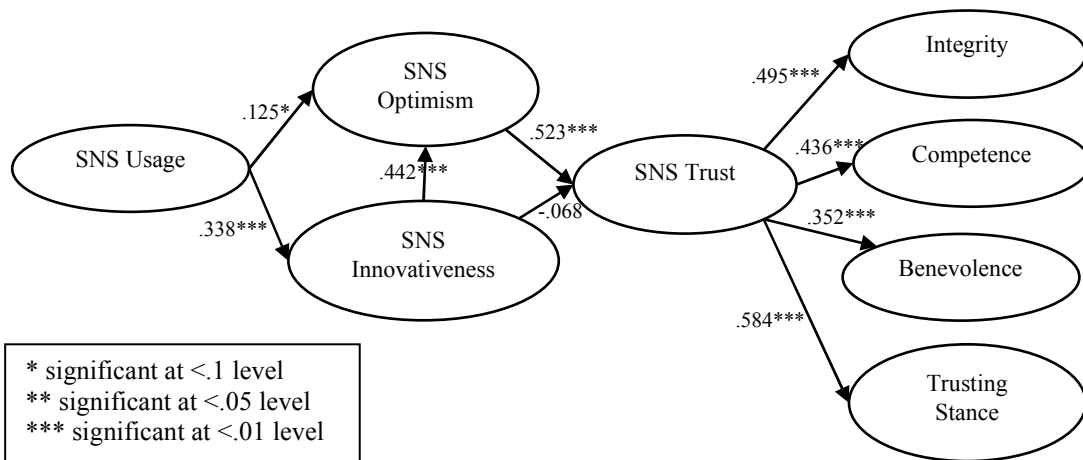 Integrity
SNS
Optimism
.495***
.125*
.523***
.436***
Competence
SNS Usage
SNS Trust
.442***
-.068
.352***
.338***
SNS
Innovativeness
Benevolence
.584***
* significant at <.1 level
** significant at <.05 level
*** significant at <.01 level
Trusting
Stance